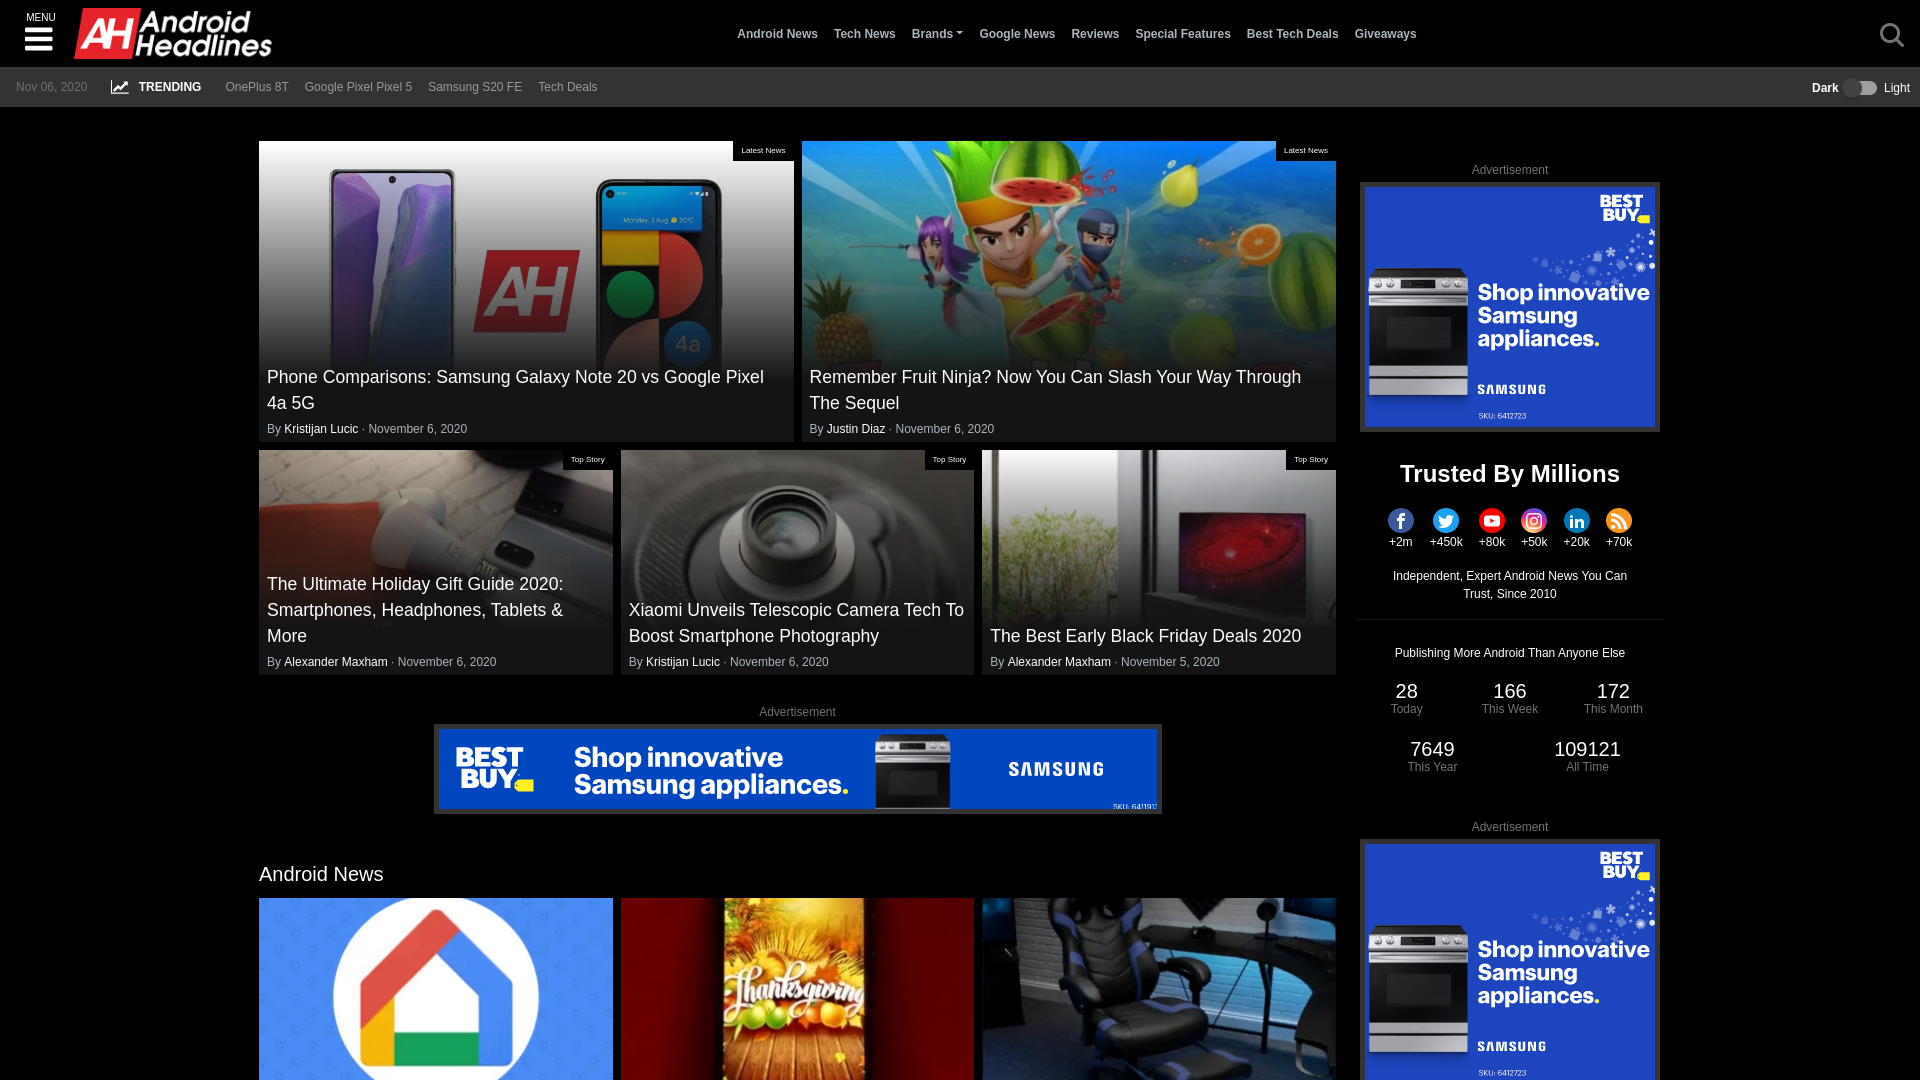 MENU
AH Android Headlines
Android News Tech News Brands Google News Reviews Special Features Best Tech Deals Giveaways
Nov 06, 2020 TRENDING OnePlus 8T Google Pixel Pixel 5 Samsung S20 FE Tech Deals
Dark Light
Latest News
Monday, 3 Aug 20°C
AH
4a
Phone Comparisons: Samsung Galaxy Note 20 vs Google Pixel
4a 5G
By Kristijan Lucic · November 6, 2020
Latest News
Remember Fruit Ninja? Now You Can Slash Your Way Through
The Sequel
By Justin Diaz · November 6, 2020
Top Story
The Ultimate Holiday Gift Guide 2020:
Smartphones, Headphones, Tablets &
More
By Alexander Maxham · November 6, 2020
Top Story
Xiaomi Unveils Telescopic Camera Tech To
Boost Smartphone Photography
By Kristijan Lucic · November 6, 2020
Top Story
The Best Early Black Friday Deals 2020
By Alexander Maxham · November 5, 2020
Advertisement
BEST
BUY
Shop innovative
Samsung appliances.
SAMSUNG
Android News
Thanksgiving
Advertisement
BEST
BUY
Shop innovative
Samsung
appliances.
SAMSUNG
SKU: 6412723
Trusted By Millions
+2m +450k +80k +50k +20k +70k
Independent, Expert Android News You Can
Trust, Since 2010
Publishing More Android Than Anyone Else
28 166 172
Today This Week This Month
7649 109121
This Year All Time
Advertisement
BEST
BUY
Shop innovative
Samsung
appliances.
SAMSUNG
SKU: 6412723